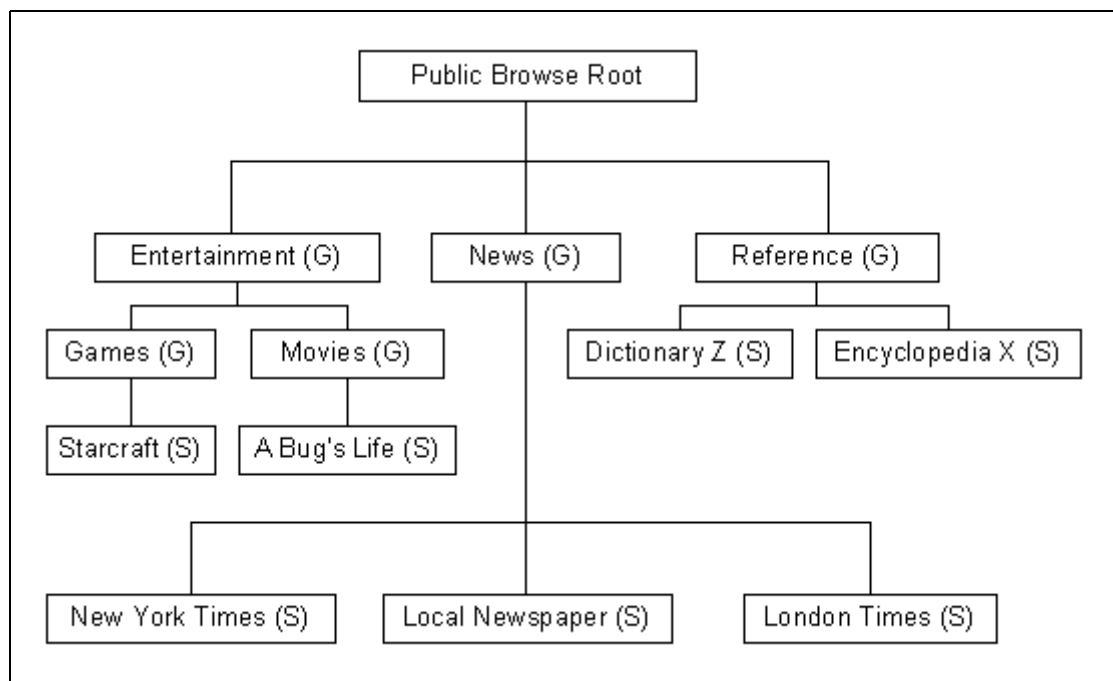 Public Browse Root
Entertainment (G)
News (G)
Reference (G)
Games (G)
Movies (G)
Dictionary Z (S)
Encyclopedia X (S)
Starcraft (S)
A Bug's Life (S)
New York Times (S)
Local Newspaper (S)
London Times (S)